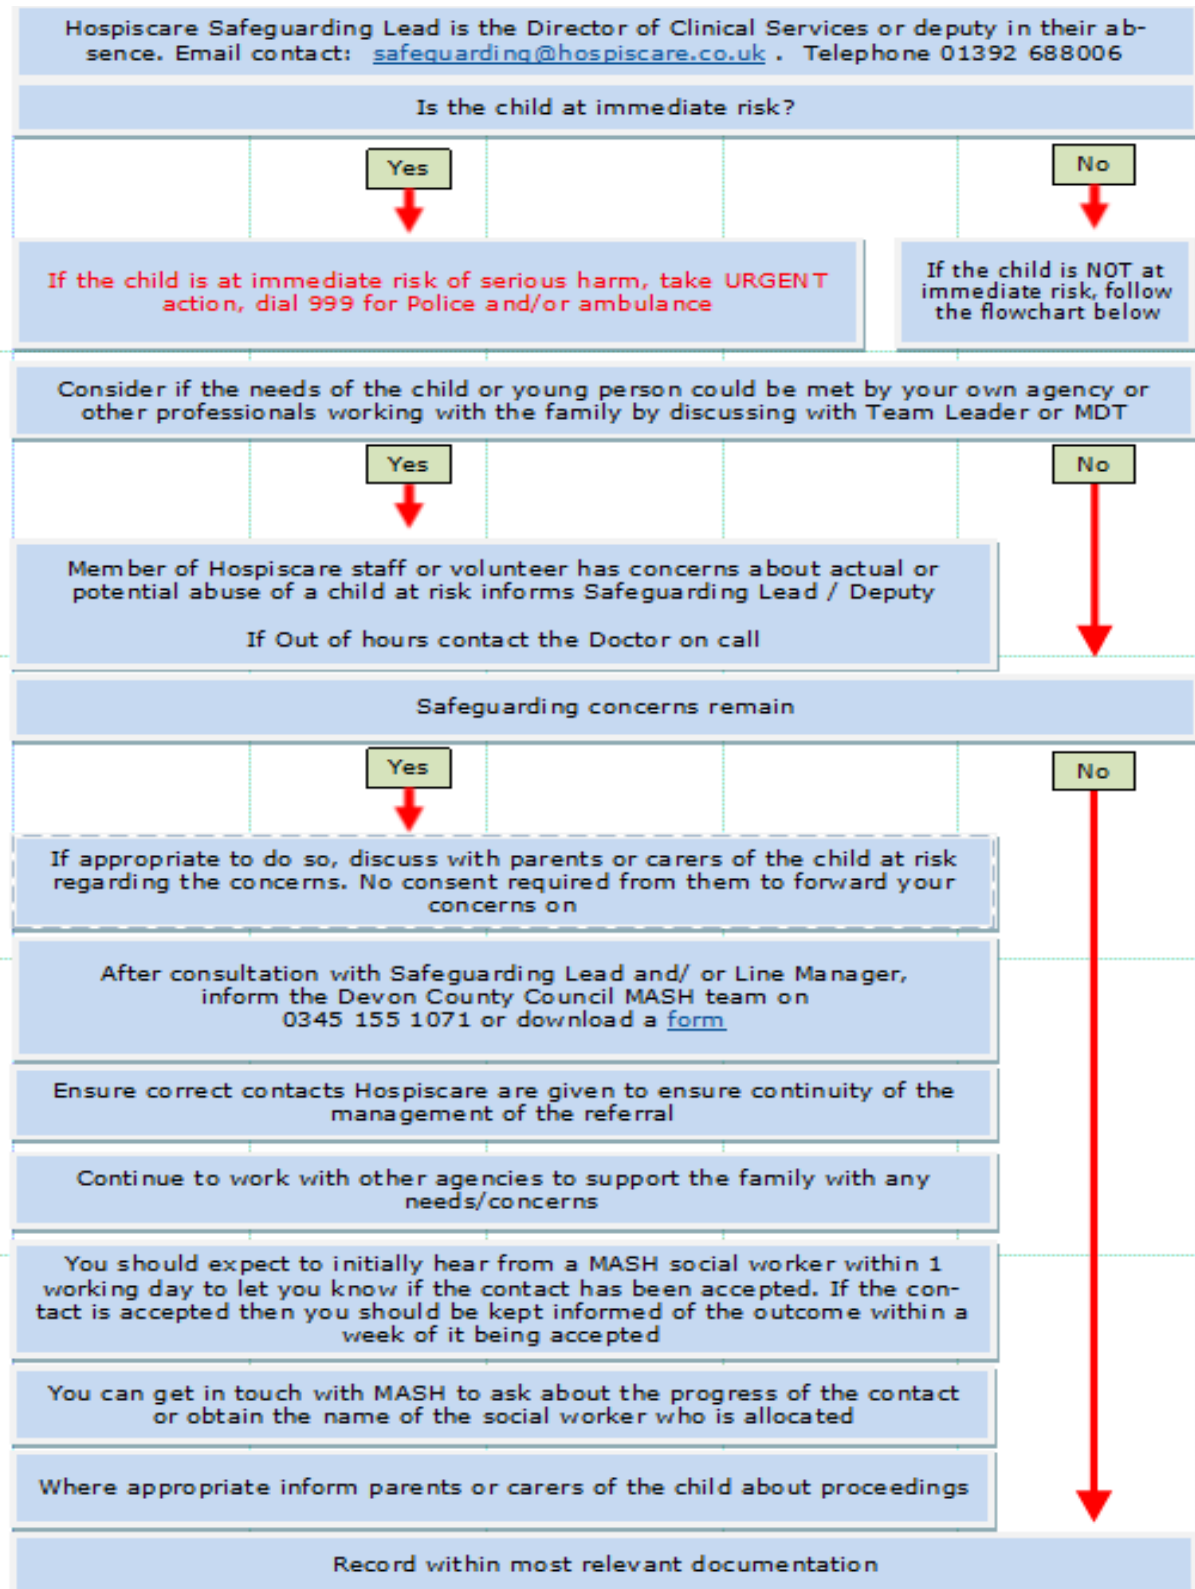 Hospiscare Safeguarding Lead is the Director of Clinical Services or deputy in their ab-
sence. Email contact: safeguarding@hospiscare.co.uk . Telephone 01392 688006
Is the child at immediate risk?
Yes
No
If the child is at immediate risk of serious harm, take URGENT
action, dial 999 for Police and/or ambulance
If the child is NOT at
immediate risk, follow
the flowchart below
Consider if the needs of the child or young person could be met by your own agency or
other professionals working with the family by discussing with Team Leader or MDT
Yes
No
Member of Hospiscare staff or volunteer has concerns about actual or
potential abuse of a child at risk informs Safeguarding Lead / Deputy
If Out of hours contact the Doctor on call
Safeguarding concerns remain
Yes
No
If appropriate to do so, discuss with parents or carers of the child at risk
regarding the concerns. No consent required from them to forward your
concerns on
After consultation with Safeguarding Lead and/ or Line Manager,
inform the Devon County Council MASH team on
0345 155 1071 or download a form
Ensure correct contacts Hospiscare are given to ensure continuity of the
management of the referral
Continue to work with other agencies to support the family with any
needs/concerns
You should expect to initially hear from a MASH social worker within 1
working day to let you know if the contact has been accepted. If the con-
tact is accepted then you should be kept informed of the outcome within a
week of it being accepted
You can get in touch with MASH to ask about the progress of the contact
or obtain the name of the social worker who is allocated
Where appropriate inform parents or carers of the child about proceedings
Record within most relevant documentation